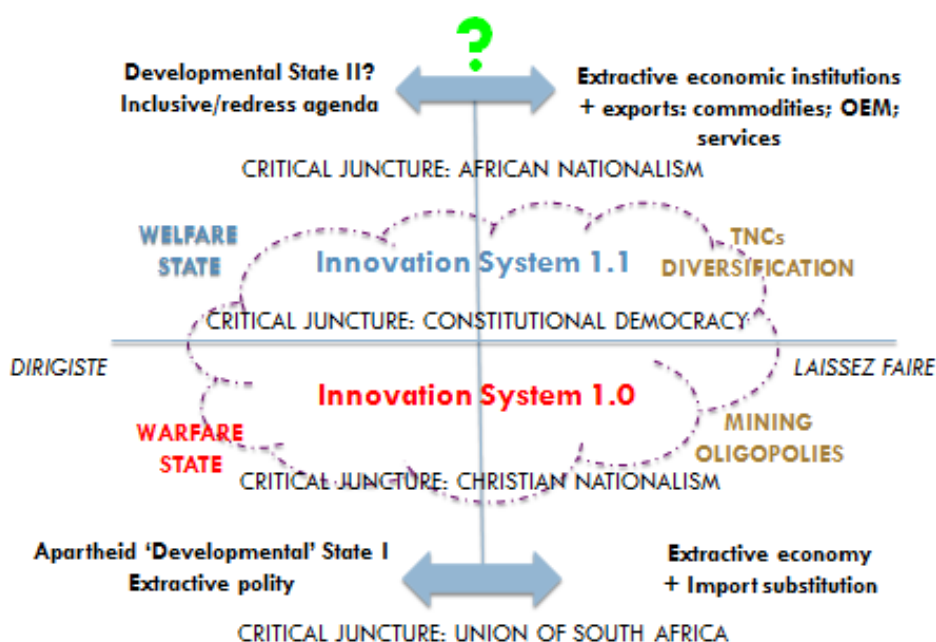 ?
Developmental State II?
Inclusive/redress agenda
Extractive economic institutions
+ exports: commodities; OEM;
services
CRITICAL JUNCTURE: AFRICAN NATIONALISM
WELFARE
STATE
Innovation System 1.1
TNCs
DIVERSIFICATION
CRITICAL JUNCTURE: CONSTITUTIONAL DEMOCRACY
DIRIGISTE
LAISSEZ FAIRE
Innovation System 1.0
WARFARE
STATE
MINING
OLIGOPOLIES
CRITICAL JUNCTURE: CHRISTIAN NATIONALISM
Apartheid ‘Developmental’ State I
Extractive polity
Extractive economy
+ Import substitution
CRITICAL JUNCTURE: UNION OF SOUTH AFRICA